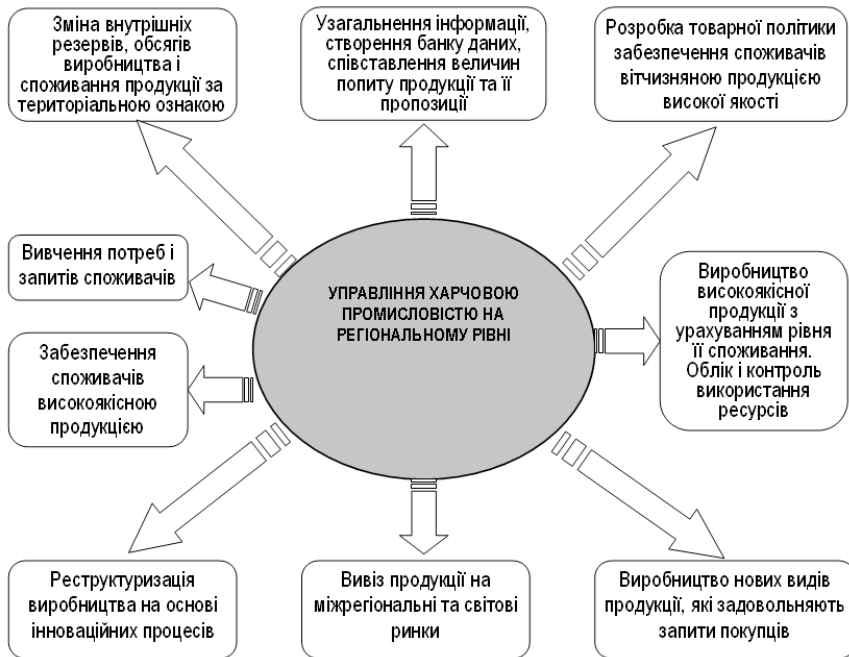 Зміна внутрішніх
резервів, обсягів
виробництва і
споживання продукції за
територіальною ознакою
Узагальнення інформації,
створення банку даних,
співставлення величин
попиту продукції та її
пропозиції
Розробка товарної політики
забезпечення споживачів
вітчизняною продукцією
високої якості
Вивчення потреб і
запитів споживачів
УПРАВЛІННЯ ХАРЧОВОЮ
ПРОМИСЛОВІСТЮ НА
РЕГІОНАЛЬНОМУ РІВНІ
Виробництво
високоякісної
продукції з
урахуванням рівня
її споживання.
Облік і контроль
використання
ресурсів
Забезпечення
споживачів
високоякісною
продукцією
Реструктуризація
виробництва на основі
інноваційних процесів
Вивіз продукції на
міжрегіональні та світові
ринки
Виробництво нових видів
продукції, які задовольняють
запити покупців